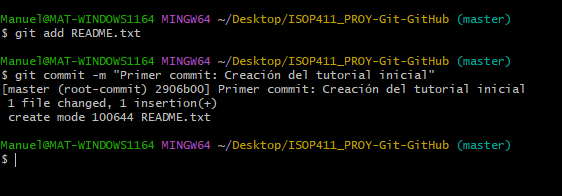 Manuel@MAT-WINDOWS1164 MINGW64 ~/Desktop/ISOP411_PROY-Git-GitHub (master)
$ git add README.txt
Manuel@MAT-WINDOWS1164 MINGW64 ~/Desktop/ISOP411_PROY-Git-GitHub (master)
$ git commit -m "Primer commit: Creación del tutorial inicial"
[master (root-commit) 2906b00] Primer commit: Creación del tutorial inicial
 1 file changed, 1 insertion(+)
 create mode 100644 README.txt
Manuel@MAT-WINDOWS1164 MINGW64 ~/Desktop/ISOP411_PROY-Git-GitHub (master)
$